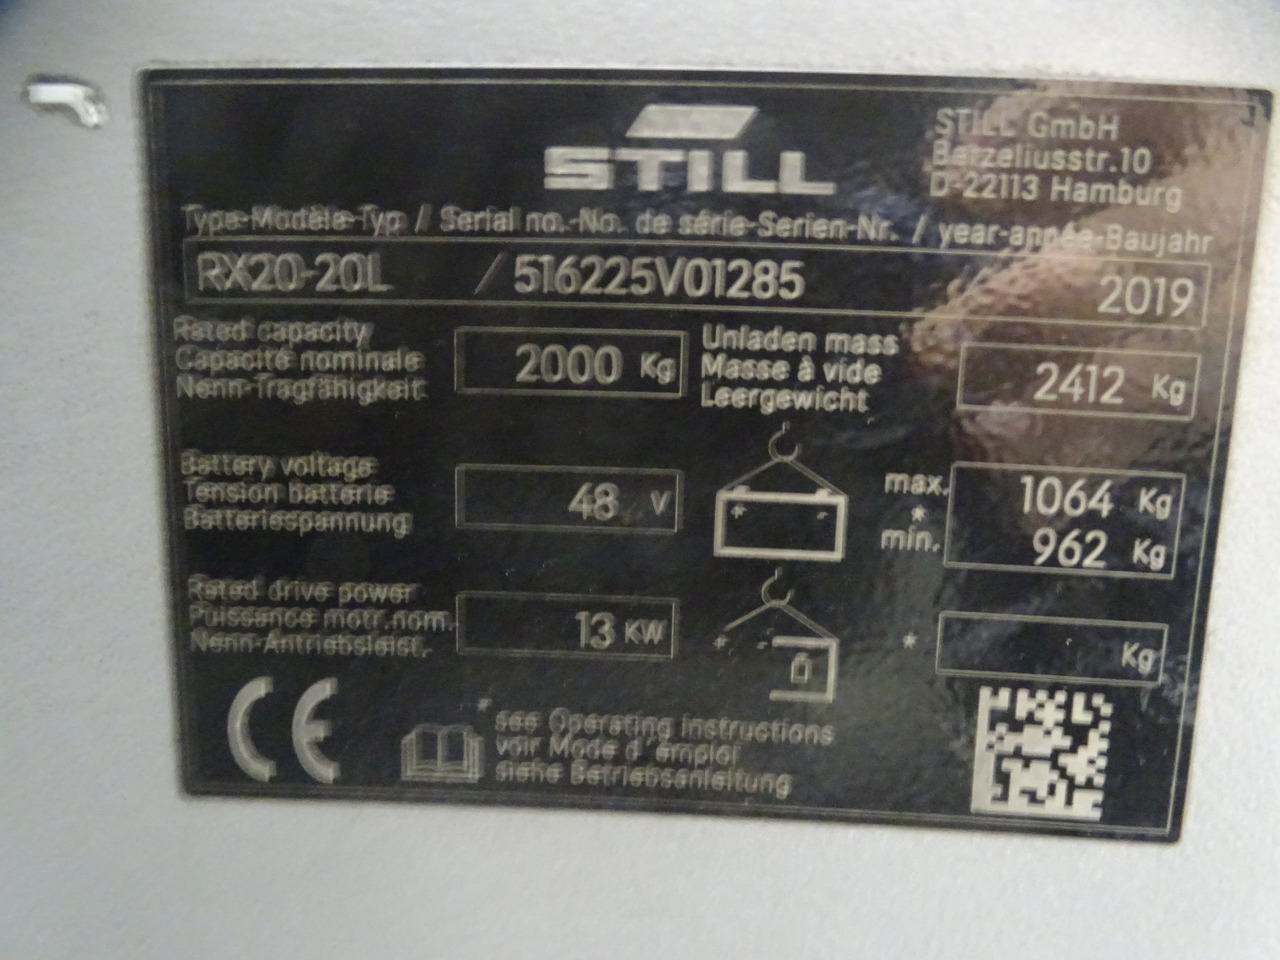 STILL
STILL GmbH
Berzeliusstr.10
D-22113 Hamburg
Type-Modèle-Typ / Serial no.-No. de série-Serien-Nr. / year-année-Baujahr
RX20-20L / 516225V01285 / 2019
Rated capacity
Capacité nominale
Nenn-Tragfähigkeit
2000 Kg
Unladen mass
Masse à vide
Leergewicht
2412 Kg
Battery voltage
Tension batterie
Batteriespannung
48 V
+ -
max.
*
min.
1064 Kg
962 Kg
Rated drive power
Puissance motr.nom.
Nenn-Antriebsleist.
13 KW
+ -
* Kg
CE
* see Operating Instructions
voir Mode d'émploi
siehe Betriebsanleitung